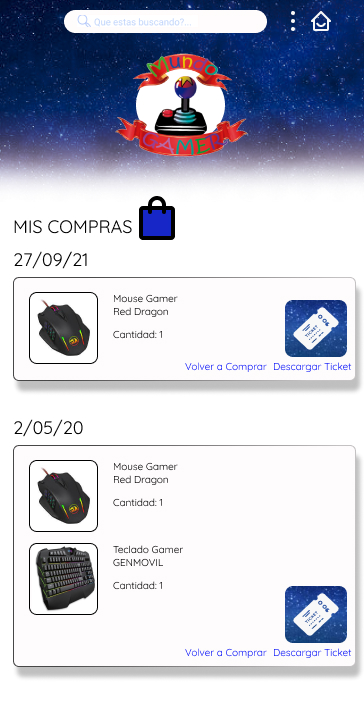 Que estas buscando?...
Mundo
GAMER
MIS COMPRAS
27/09/21
Mouse Gamer
Red Dragon
Cantidad: 1
TICKET
Volver a Comprar Descargar Ticket
2/05/20
Mouse Gamer
Red Dragon
Cantidad: 1
Teclado Gamer
GENMOVIL
Cantidad: 1
TICKET
Volver a Comprar Descargar Ticket